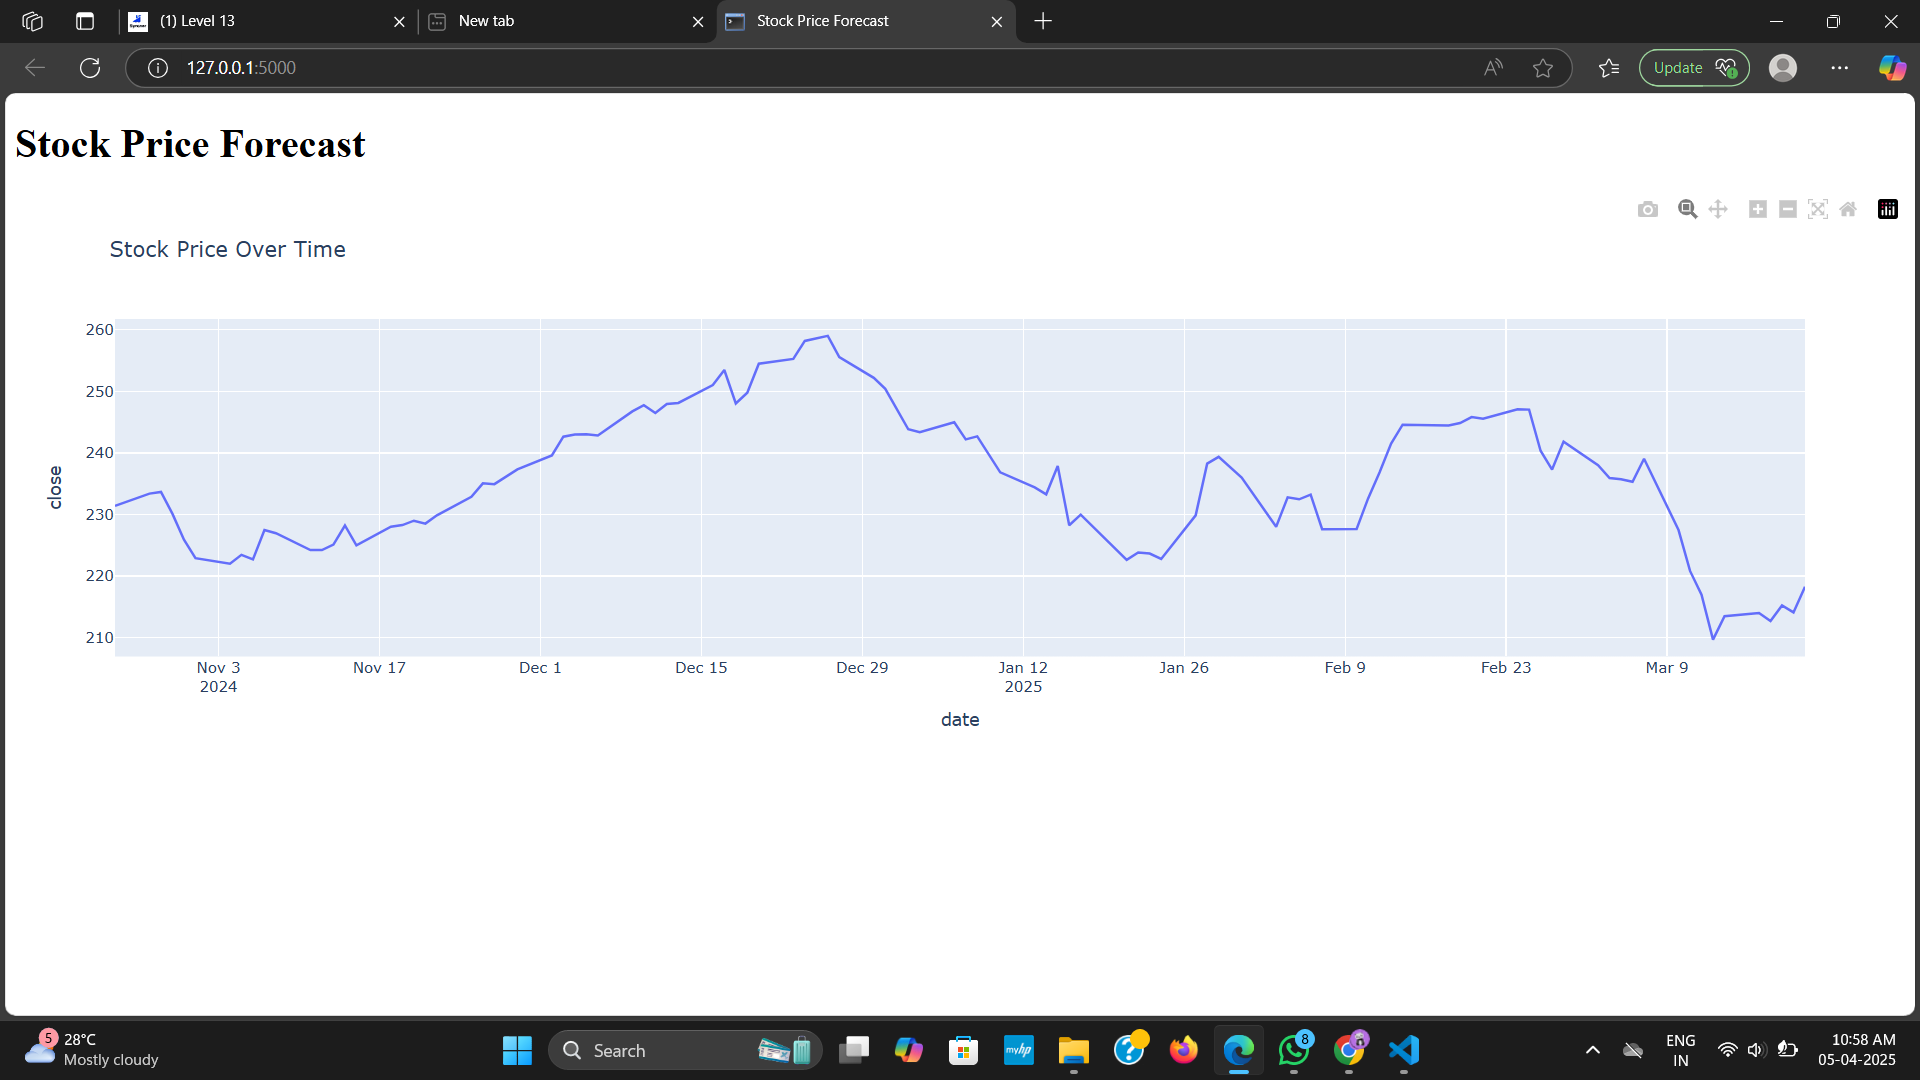 (1) Level 13
New tab
Stock Price Forecast
127.0.0.1:5000
Update
Stock Price Forecast
Stock Price Over Time
260
250
240
230
220
210
close
Nov 3
2024
Nov 17
Dec 1
Dec 15
Dec 29
Jan 12
2025
Jan 26
Feb 9
Feb 23
Mar 9
date
5
28°C
Mostly cloudy
Search
myhp
8
ENG
IN
10:58 AM
05-04-2025